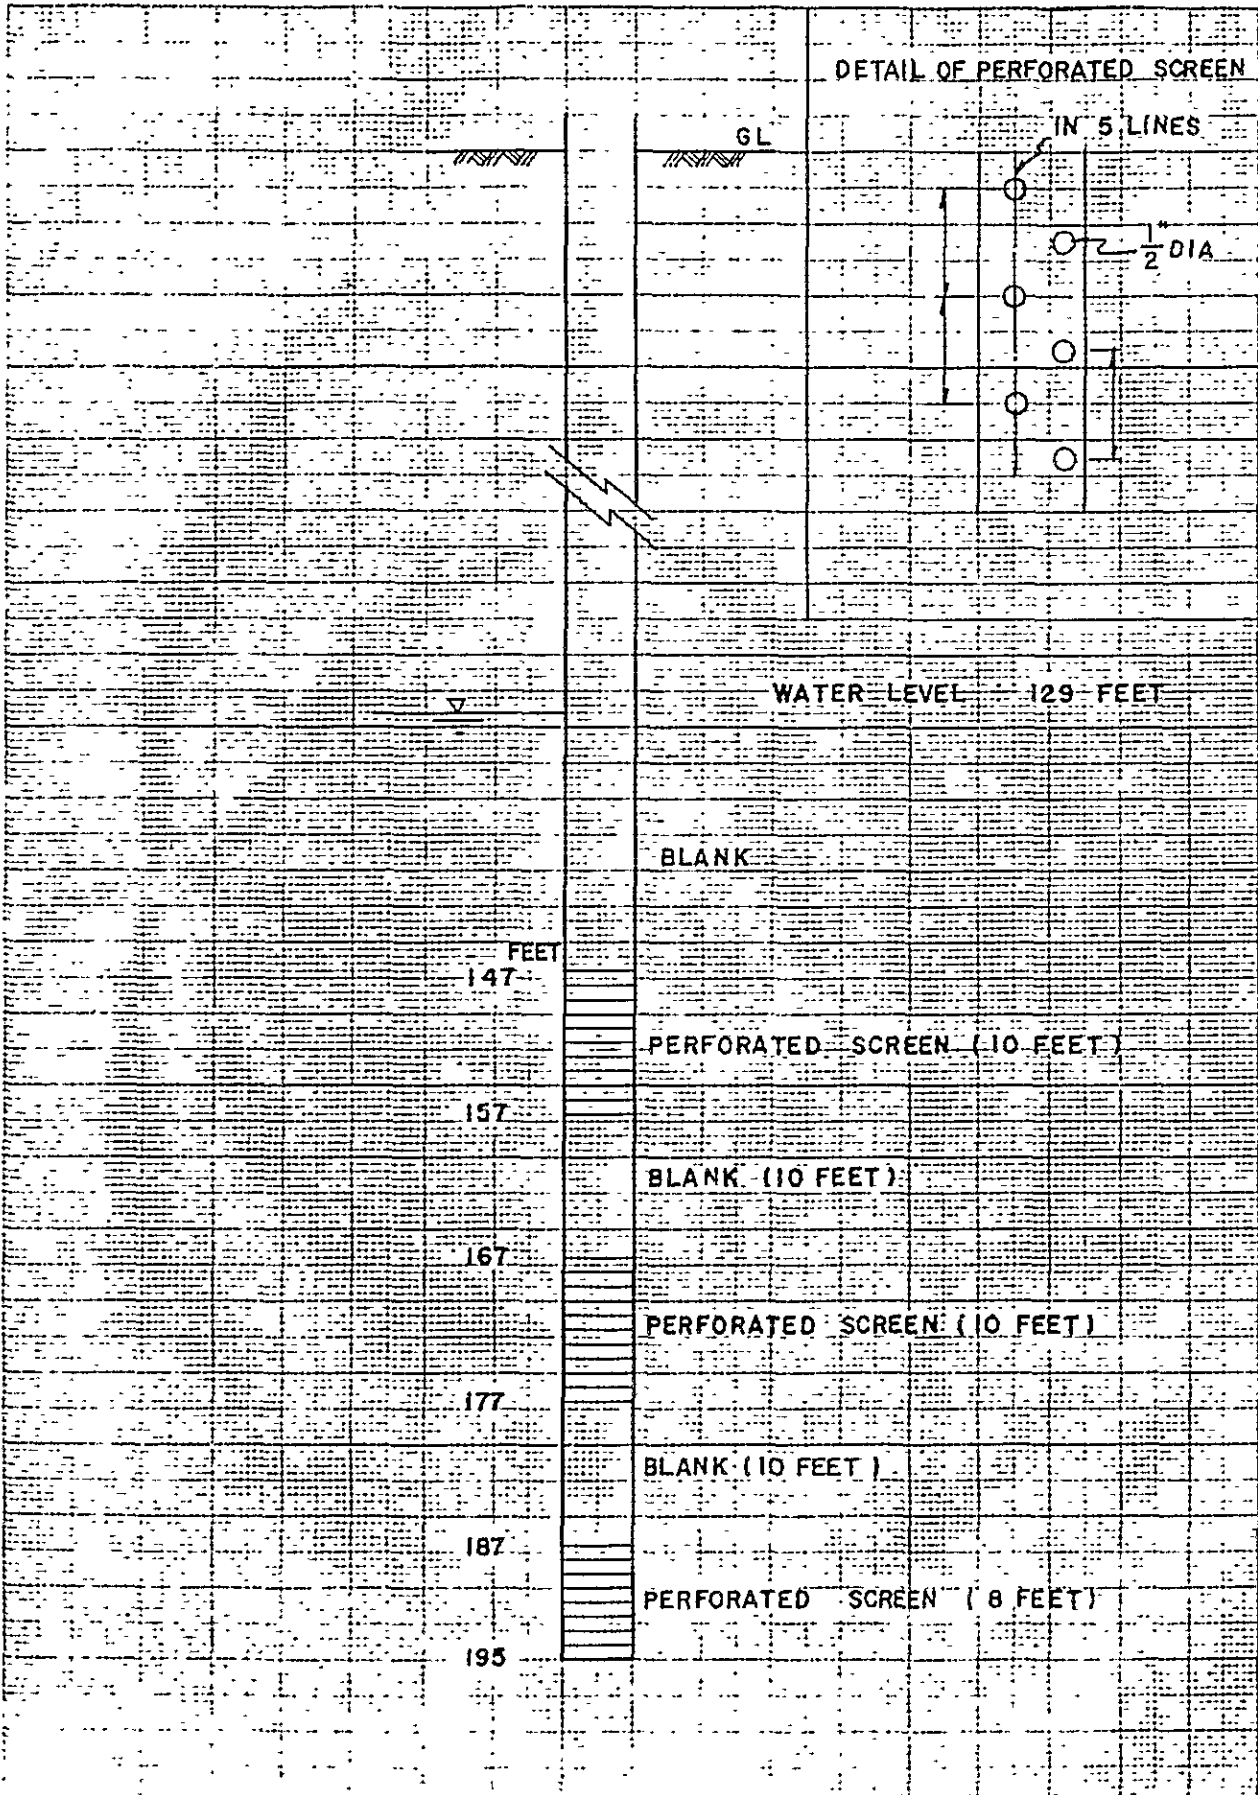 DETAIL OF PERFORATED SCREEN
IN 5 LINES
GL
1/2" DIA
WATER LEVEL 129 FEET
BLANK
FEET
147
PERFORATED SCREEN (10 FEET)
157
BLANK (10 FEET)
167
PERFORATED SCREEN (10 FEET)
177
BLANK (10 FEET)
187
PERFORATED SCREEN (8 FEET)
195